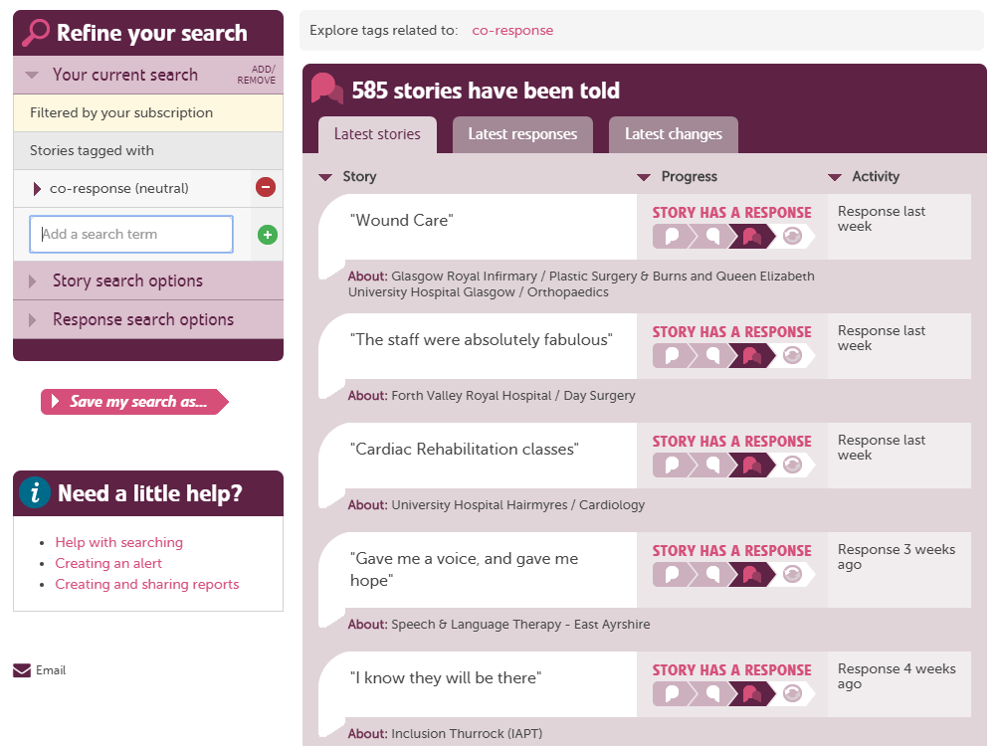 Refine your search
Your current search
ADD/
REMOVE
Filtered by your subscription
Stories tagged with
co-response (neutral)
Add a search term
Story search options
Response search options
Save my search as...
Need a little help?
Help with searching
Creating an alert
Creating and sharing reports
Email
Explore tags related to: co-response
585 stories have been told
Latest stories
Latest responses
Latest changes
Story
Progress
Activity
"Wound Care"
STORY HAS A RESPONSE
Response last
week
About: Glasgow Royal Infirmary / Plastic Surgery & Burns and Queen Elizabeth
University Hospital Glasgow / Orthopaedics
"The staff were absolutely fabulous"
STORY HAS A RESPONSE
Response last
week
About: Forth Valley Royal Hospital / Day Surgery
"Cardiac Rehabilitation classes"
STORY HAS A RESPONSE
Response last
week
About: University Hospital Hairmyres / Cardiology
"Gave me a voice, and gave me
hope"
STORY HAS A RESPONSE
Response 3 weeks
ago
About: Speech & Language Therapy - East Ayrshire
"I know they will be there"
STORY HAS A RESPONSE
Response 4 weeks
ago
About: Inclusion Thurrock (IAPT)